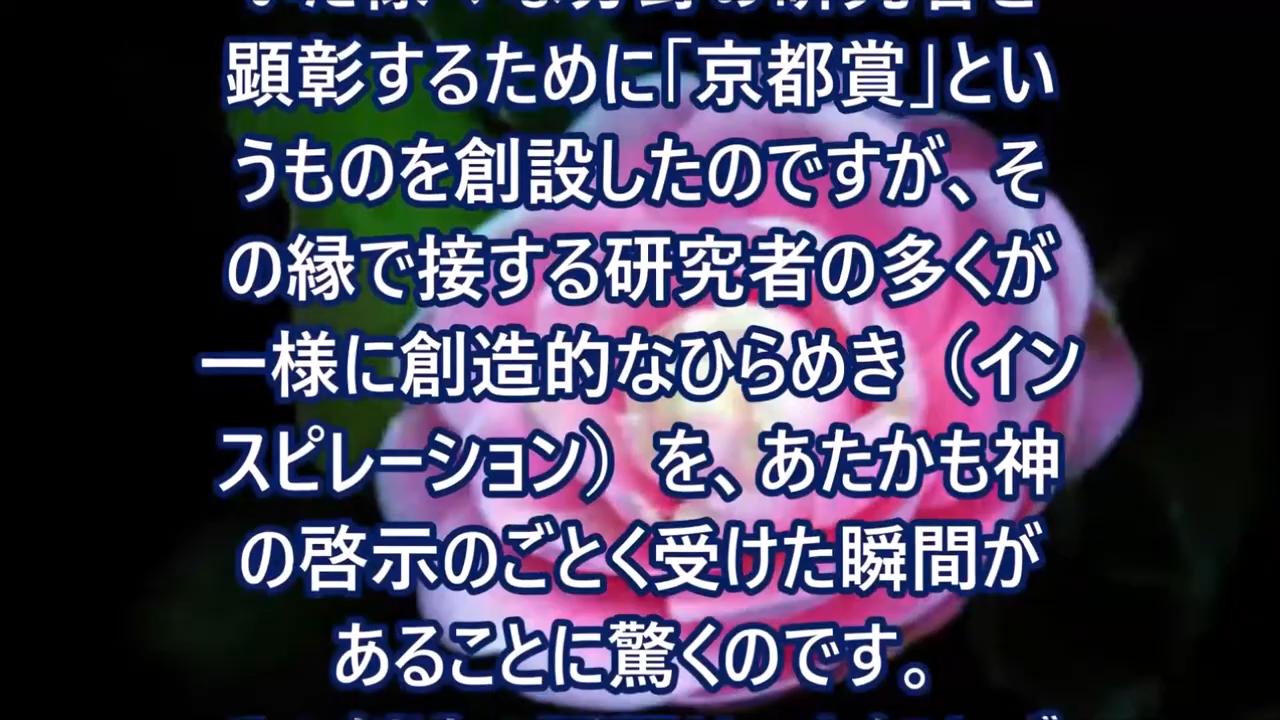 顕彰するために「京都賞」とい
うものを創設したのですが、そ
の縁で接する研究者の多くが
一様に創造的なひらめき（イン
スピレーション）を、あたかも神
の啓示のごとく受けた瞬間が
あることに驚くのです。